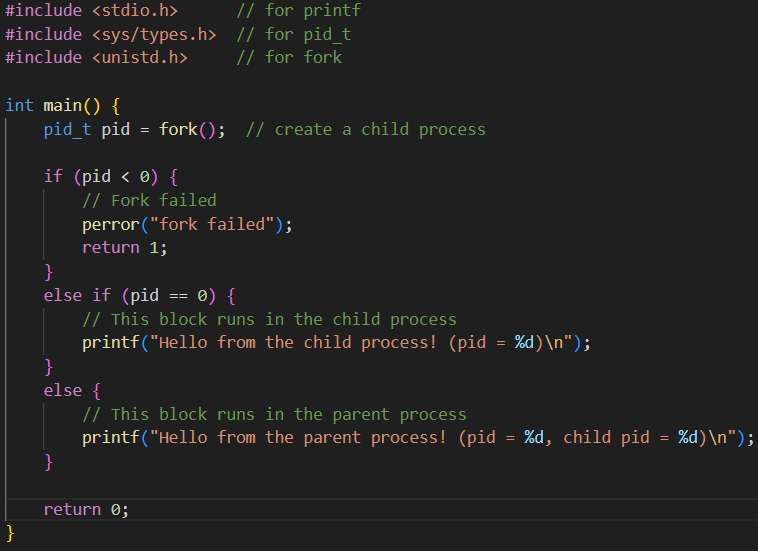 #include <stdio.h>      // for printf
#include <sys/types.h>  // for pid_t
#include <unistd.h>     // for fork

int main() {
    pid_t pid = fork();  // create a child process

    if (pid < 0) {
        // Fork failed
        perror("fork failed");
        return 1;
    }
    else if (pid == 0) {
        // This block runs in the child process
        printf("Hello from the child process! (pid = %d)\n");
    }
    else {
        // This block runs in the parent process
        printf("Hello from the parent process! (pid = %d, child pid = %d)\n");
    }

    return 0;
}